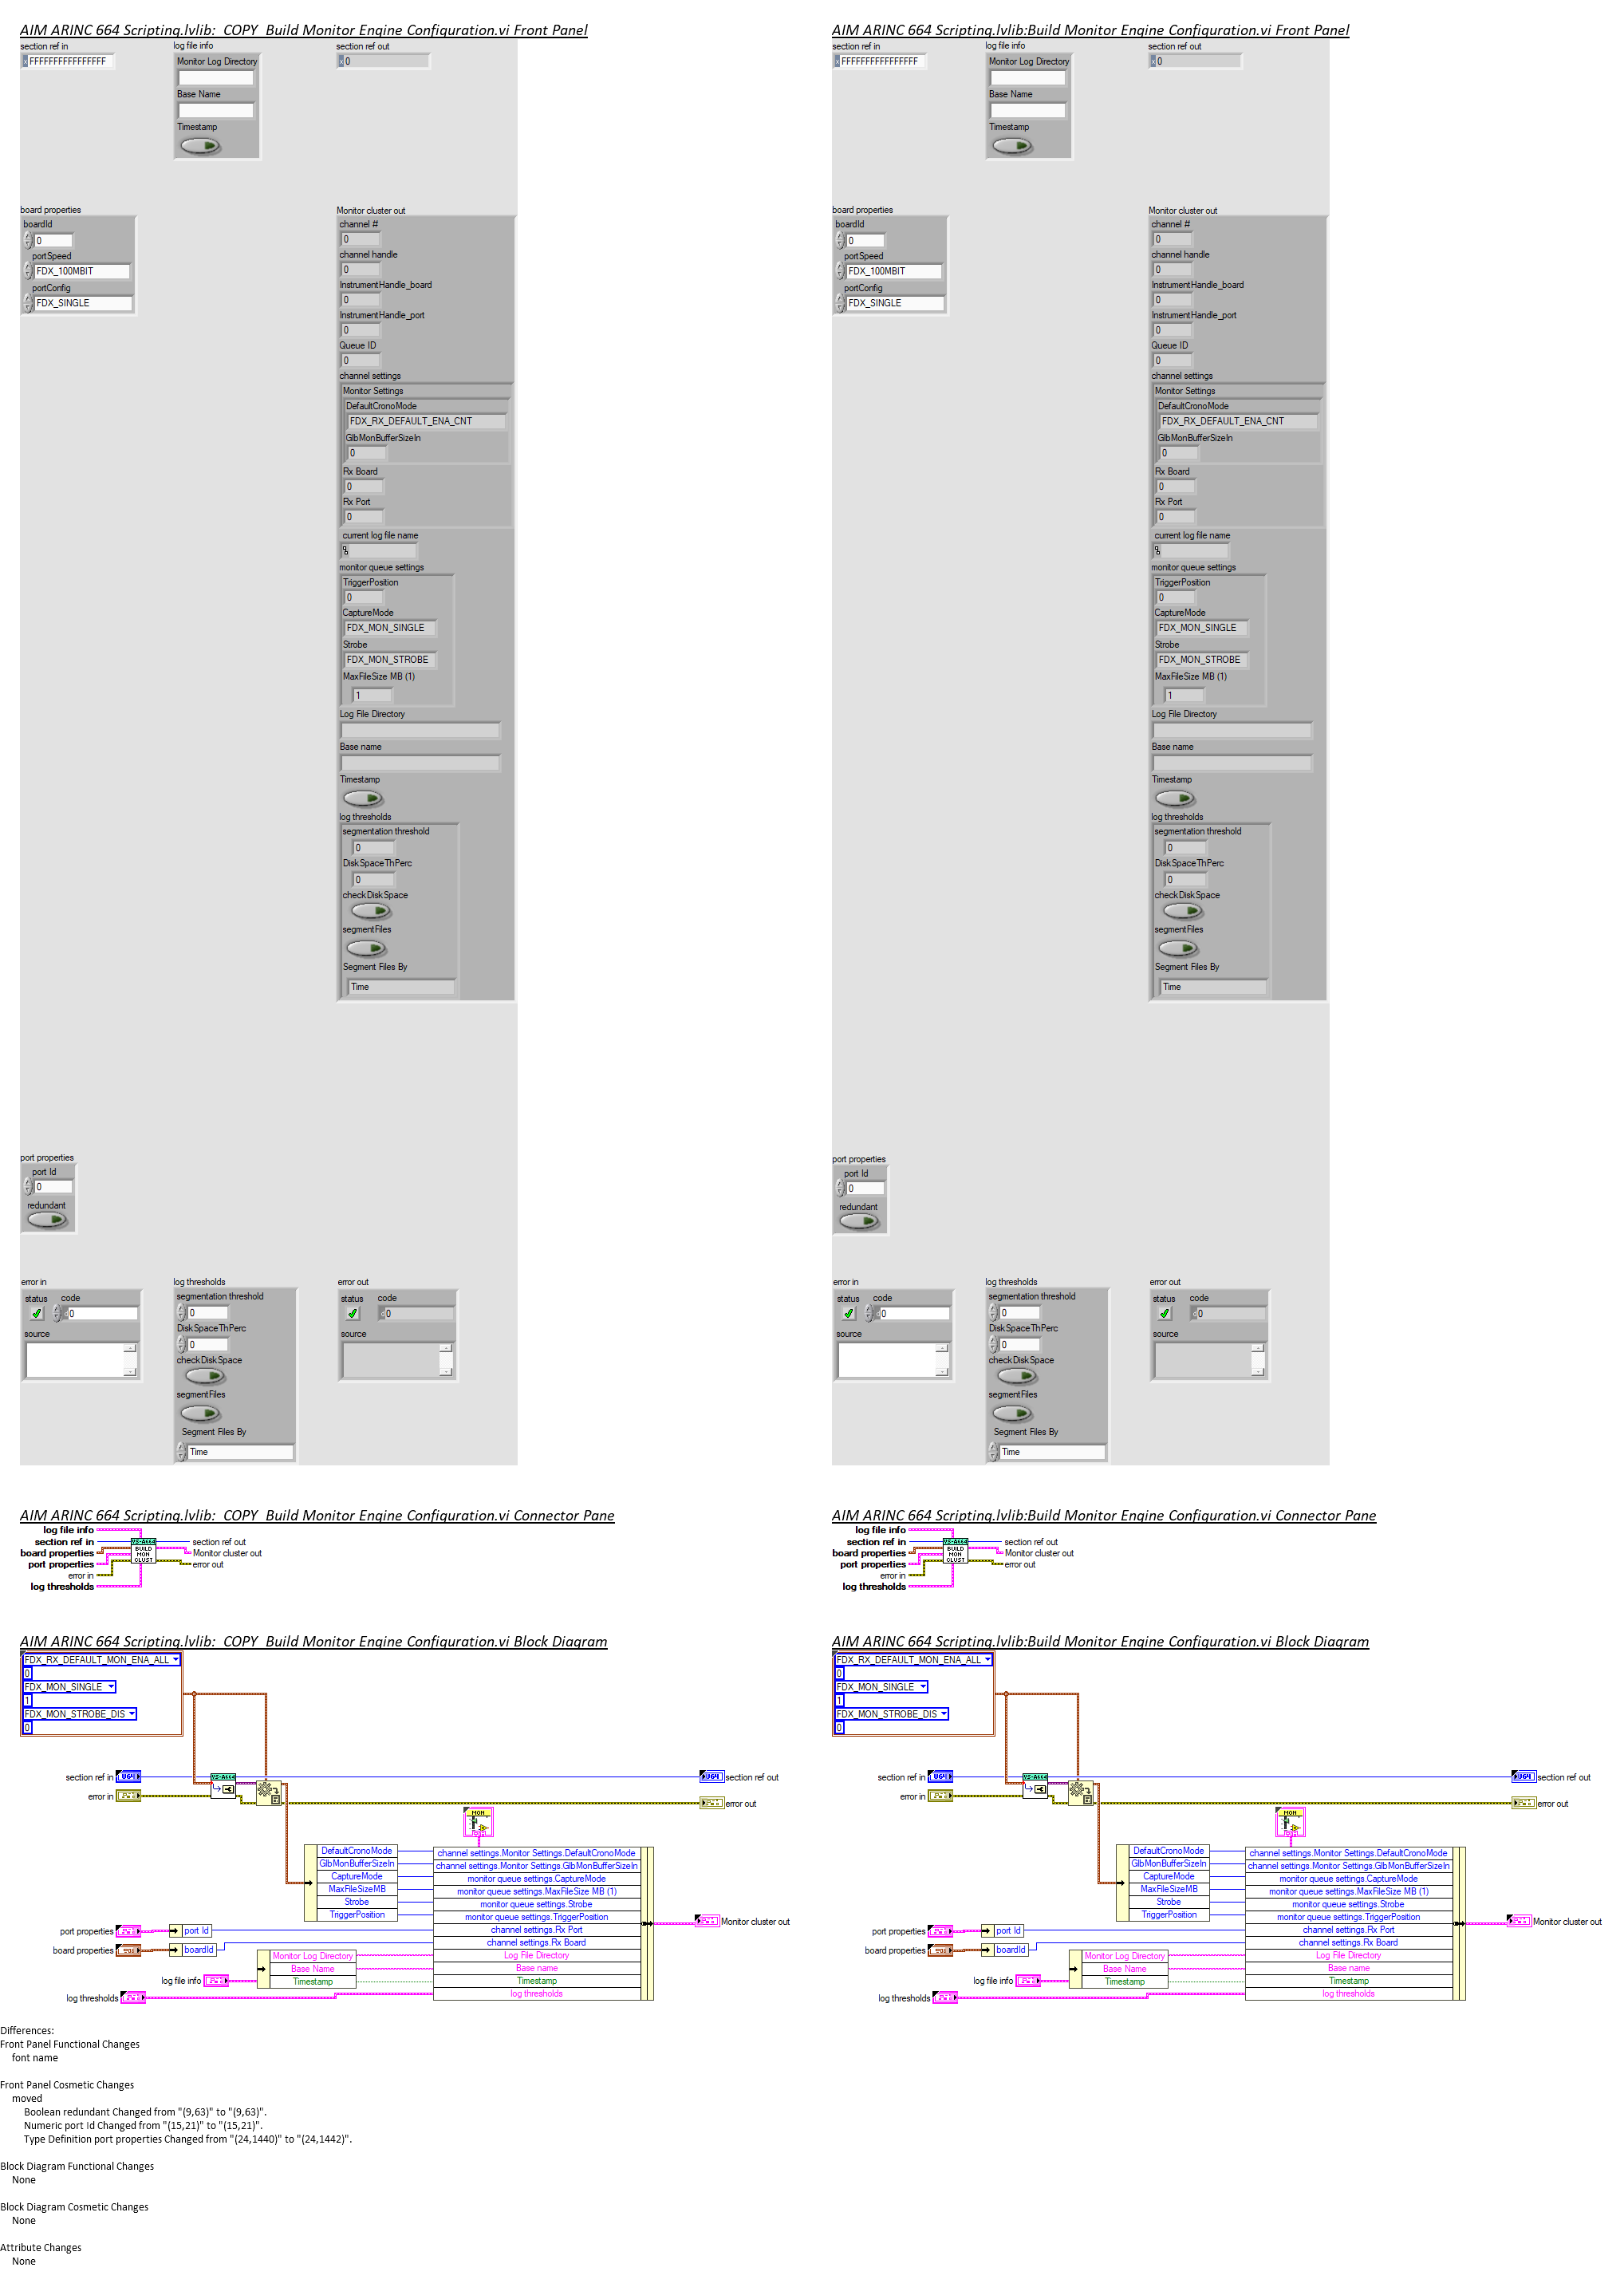 AIM ARINC 664 Scripting.lvlib:  COPY  Build Monitor Engine Configuration.vi Front Panel
section ref in
log file info
section ref out
x FFFFFFFFFFFFFFFF
Monitor Log Directory
x 0
Base Name
Timestamp
board properties
boardId
0
portSpeed
FDX_100MBIT
portConfig
FDX_SINGLE
Monitor cluster out
channel #
0
channel handle
0
InstrumentHandle_board
0
InstrumentHandle_port
0
Queue ID
0
channel settings
Monitor Settings
DefaultCronoMode
FDX_RX_DEFAULT_ENA_CNT
GlbMonBufferSizeIn
0
Rx Board
0
Rx Port
0
current log file name
monitor queue settings
TriggerPosition
0
CaptureMode
FDX_MON_SINGLE
Strobe
FDX_MON_STROBE
MaxFileSize MB (1)
1
Log File Directory
Base name
Timestamp
log thresholds
segmentation threshold
0
DiskSpaceThPerc
0
checkDiskSpace
segmentFiles
Segment Files By
Time
port properties
port Id
0
redundant
error in
status
code
0
source
log thresholds
segmentation threshold
0
DiskSpaceThPerc
0
checkDiskSpace
segmentFiles
Segment Files By
Time
error out
status
code
0
source
AIM ARINC 664 Scripting.lvlib:Build Monitor Engine Configuration.vi Front Panel
section ref in
log file info
section ref out
x FFFFFFFFFFFFFFFF
Monitor Log Directory
x 0
Base Name
Timestamp
board properties
boardId
0
portSpeed
FDX_100MBIT
portConfig
FDX_SINGLE
Monitor cluster out
channel #
0
channel handle
0
InstrumentHandle_board
0
InstrumentHandle_port
0
Queue ID
0
channel settings
Monitor Settings
DefaultCronoMode
FDX_RX_DEFAULT_ENA_CNT
GlbMonBufferSizeIn
0
Rx Board
0
Rx Port
0
current log file name
monitor queue settings
TriggerPosition
0
CaptureMode
FDX_MON_SINGLE
Strobe
FDX_MON_STROBE
MaxFileSize MB (1)
1
Log File Directory
Base name
Timestamp
log thresholds
segmentation threshold
0
DiskSpaceThPerc
0
checkDiskSpace
segmentFiles
Segment Files By
Time
port properties
port Id
0
redundant
error in
status
code
0
source
log thresholds
segmentation threshold
0
DiskSpaceThPerc
0
checkDiskSpace
segmentFiles
Segment Files By
Time
error out
status
code
0
source
AIM ARINC 664 Scripting.lvlib:  COPY  Build Monitor Engine Configuration.vi Connector Pane
log file info
section ref in
board properties
port properties
error in
log thresholds
VS-A664
BUILD
MON
CLUST
section ref out
Monitor cluster out
error out
AIM ARINC 664 Scripting.lvlib:Build Monitor Engine Configuration.vi Connector Pane
log file info
section ref in
board properties
port properties
error in
log thresholds
VS-A664
BUILD
MON
CLUST
section ref out
Monitor cluster out
error out
AIM ARINC 664 Scripting.lvlib:  COPY  Build Monitor Engine Configuration.vi Block Diagram
FDX_RX_DEFAULT_MON_ENA_ALL
0
FDX_MON_SINGLE
1
FDX_MON_STROBE_DIS
0
section ref in
U64
VS-A664
U64
section ref out
error in
error out
MON
DefaultCronoMode
GlbMonBufferSizeIn
CaptureMode
MaxFileSizeMB
Strobe
TriggerPosition
channel settings.Monitor Settings.DefaultCronoMode
channel settings.Monitor Settings.GlbMonBufferSizeIn
monitor queue settings.CaptureMode
monitor queue settings.MaxFileSize MB (1)
monitor queue settings.Strobe
monitor queue settings.TriggerPosition
channel settings.Rx Port
channel settings.Rx Board
Log File Directory
Base name
Timestamp
log thresholds
port properties
port Id
board properties
boardId
Monitor Log Directory
Base Name
Timestamp
log file info
log thresholds
Monitor cluster out
AIM ARINC 664 Scripting.lvlib:Build Monitor Engine Configuration.vi Block Diagram
FDX_RX_DEFAULT_MON_ENA_ALL
0
FDX_MON_SINGLE
1
FDX_MON_STROBE_DIS
0
section ref in
U64
VS-A664
U64
section ref out
error in
error out
MON
DefaultCronoMode
GlbMonBufferSizeIn
CaptureMode
MaxFileSizeMB
Strobe
TriggerPosition
channel settings.Monitor Settings.DefaultCronoMode
channel settings.Monitor Settings.GlbMonBufferSizeIn
monitor queue settings.CaptureMode
monitor queue settings.MaxFileSize MB (1)
monitor queue settings.Strobe
monitor queue settings.TriggerPosition
channel settings.Rx Port
channel settings.Rx Board
Log File Directory
Base name
Timestamp
log thresholds
port properties
port Id
board properties
boardId
Monitor Log Directory
Base Name
Timestamp
log file info
log thresholds
Monitor cluster out
Differences:
Front Panel Functional Changes
font name
Front Panel Cosmetic Changes
moved
Boolean redundant Changed from "(9,63)" to "(9,63)".
Numeric port Id Changed from "(15,21)" to "(15,21)".
Type Definition port properties Changed from "(24,1440)" to "(24,1442)".
Block Diagram Functional Changes
None
Block Diagram Cosmetic Changes
None
Attribute Changes
None